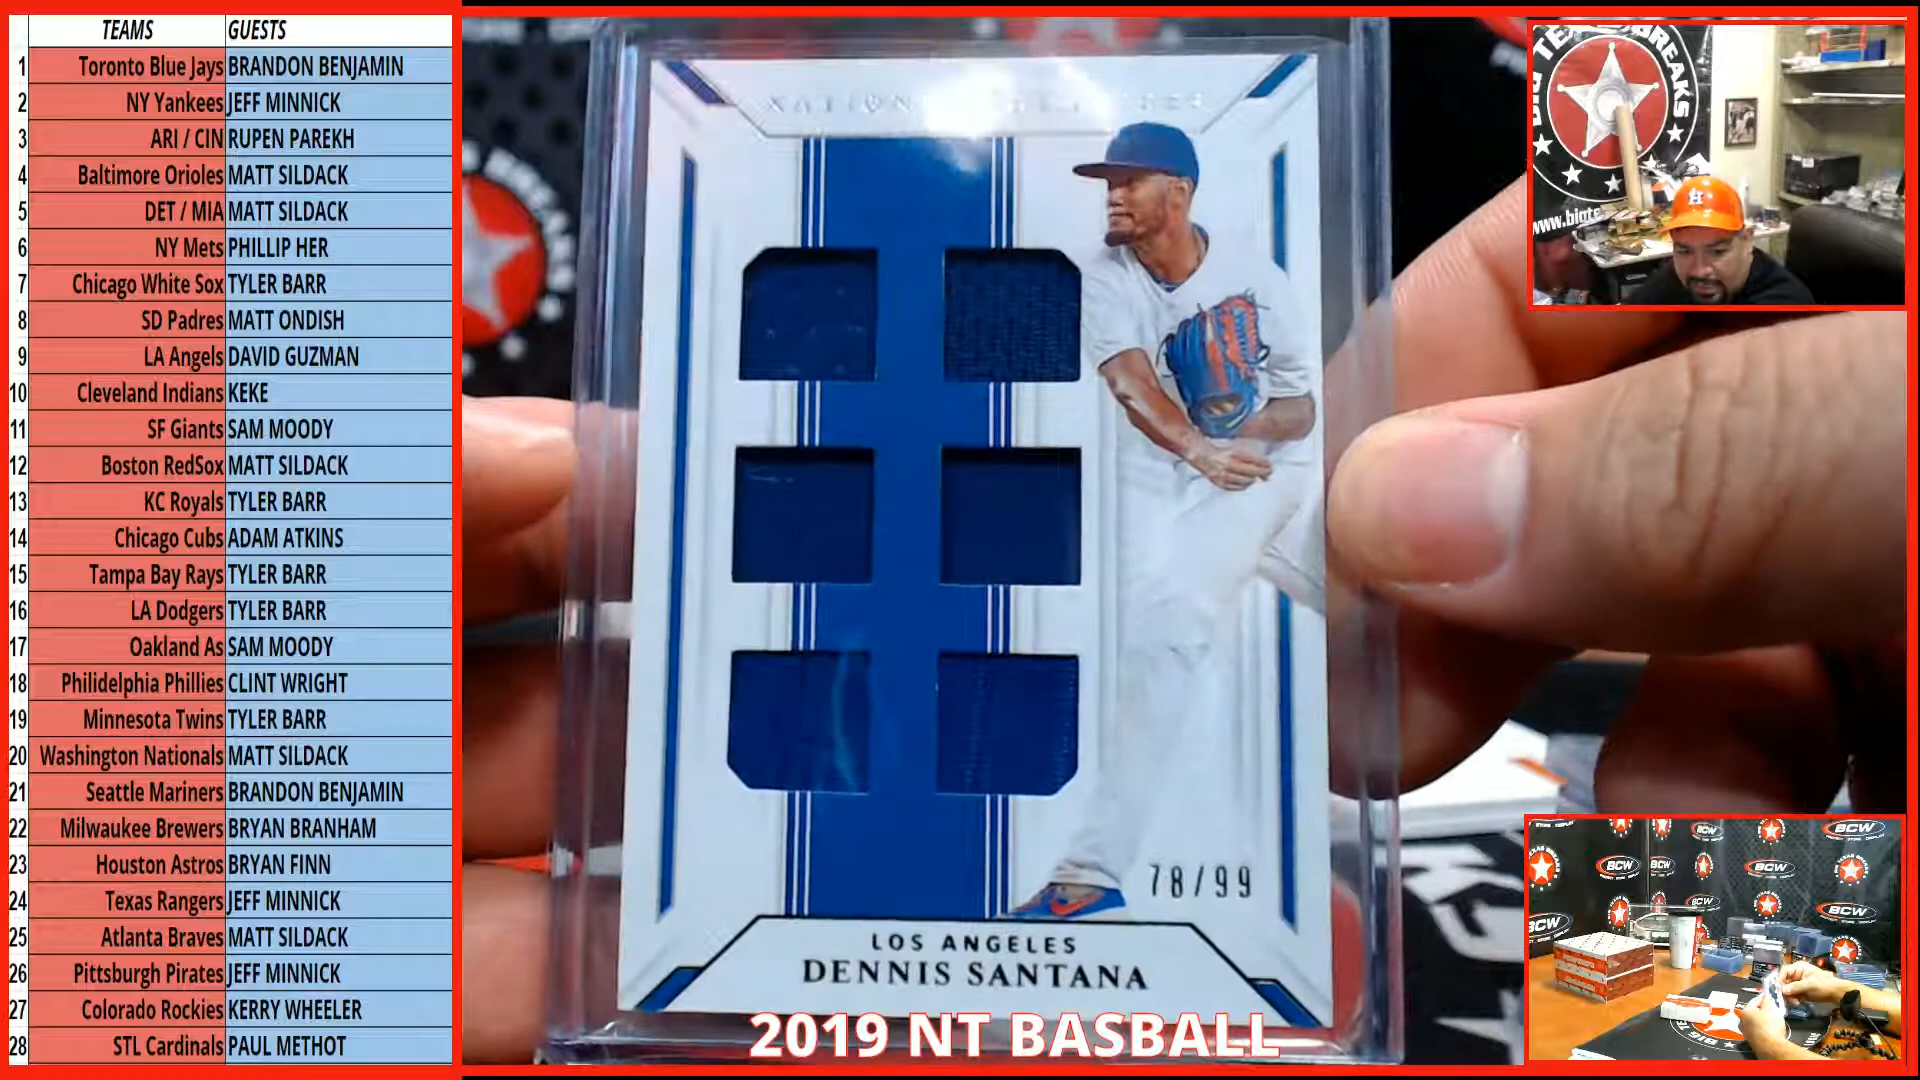 TEAMS GUESTS
1 Toronto Blue Jays BRANDON BENJAMIN
2 NY Yankees JEFF MINNICK
3 ARI / CIN RUPEN PAREKH
4 Baltimore Orioles MATT SILDACK
5 DET / MIA MATT SILDACK
6 NY Mets PHILLIP HER
7 Chicago White Sox TYLER BARR
8 SD Padres MATT ONDISH
9 LA Angels DAVID GUZMAN
10 Cleveland Indians KEKE
11 SF Giants SAM MOODY
12 Boston RedSox MATT SILDACK
13 KC Royals TYLER BARR
14 Chicago Cubs ADAM ATKINS
15 Tampa Bay Rays TYLER BARR
16 LA Dodgers TYLER BARR
17 Oakland As SAM MOODY
18 Philidelphia Phillies CLINT WRIGHT
19 Minnesota Twins TYLER BARR
20 Washington Nationals MATT SILDACK
21 Seattle Mariners BRANDON BENJAMIN
22 Milwaukee Brewers BRYAN BRANHAM
23 Houston Astros BRYAN FINN
24 Texas Rangers JEFF MINNICK
25 Atlanta Braves MATT SILDACK
26 Pittsburgh Pirates JEFF MINNICK
27 Colorado Rockies KERRY WHEELER
28 STL Cardinals PAUL METHOT
78/99
LOS ANGELES
DENNIS SANTANA
2019 NT BASBALL
BREAKS
H
BCW
BCW
BCW
BCW
BCW
BCW
BCW